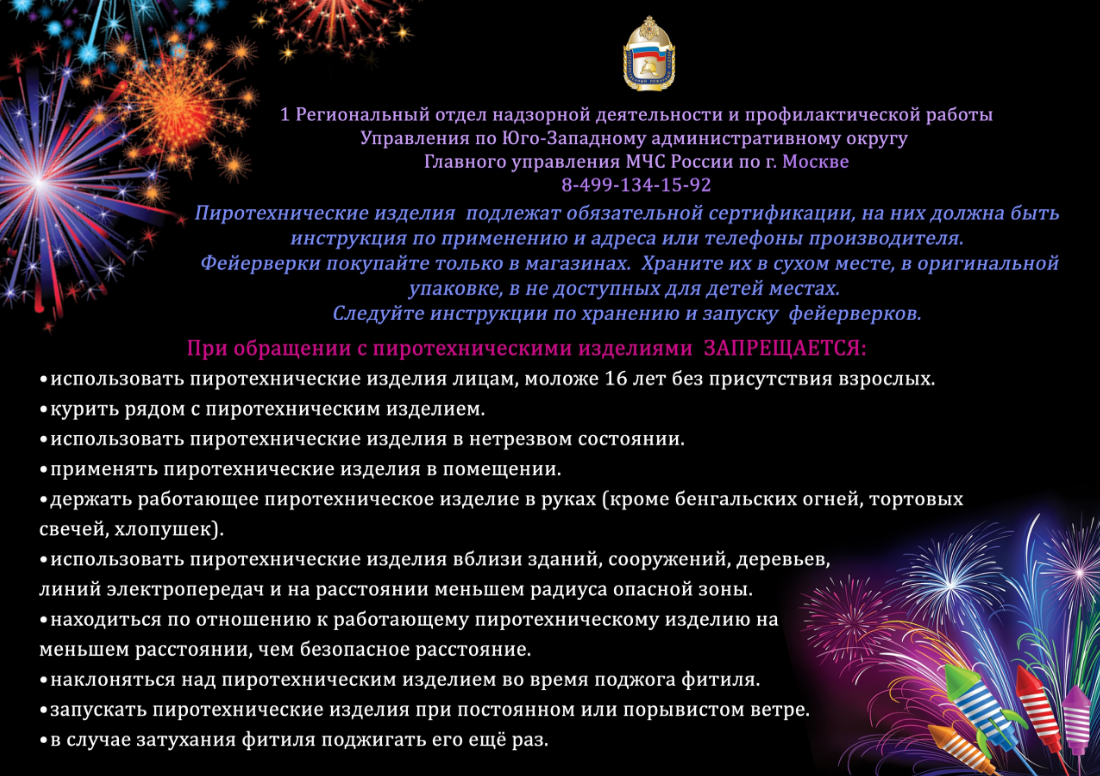 1 Региональный отдел надзорной деятельности и профилактической работы
Управления по Юго-Западному административному округу
Главного управления МЧС России по г. Москве
8-499-134-15-92
Пиротехнические изделия  подлежат обязательной сертификации, на них должна быть
инструкция по применению и адреса или телефоны производителя.
Фейерверки покупайте только в магазинах.  Храните их в сухом месте, в оригинальной
упаковке, в не доступных для детей местах.
Следуйте инструкции по хранению и запуску  фейерверков.
При обращении с пиротехническими изделиями  ЗАПРЕЩАЕТСЯ:
•использовать пиротехнические изделия лицам, моложе 16 лет без присутствия взрослых.
•курить рядом с пиротехническим изделием.
•использовать пиротехнические изделия в нетрезвом состоянии.
•применять пиротехнические изделия в помещении.
•держать работающее пиротехническое изделие в руках (кроме бенгальских огней, тортовых
свечей, хлопушек).
•использовать пиротехнические изделия вблизи зданий, сооружений, деревьев,
линий электропередач и на расстоянии меньшем радиуса опасной зоны.
•находиться по отношению к работающему пиротехническому изделию на
меньшем расстоянии, чем безопасное расстояние.
•наклоняться над пиротехническим изделием во время поджога фитиля.
•запускать пиротехнические изделия при постоянном или порывистом ветре.
•в случае затухания фитиля поджигать его ещё раз.